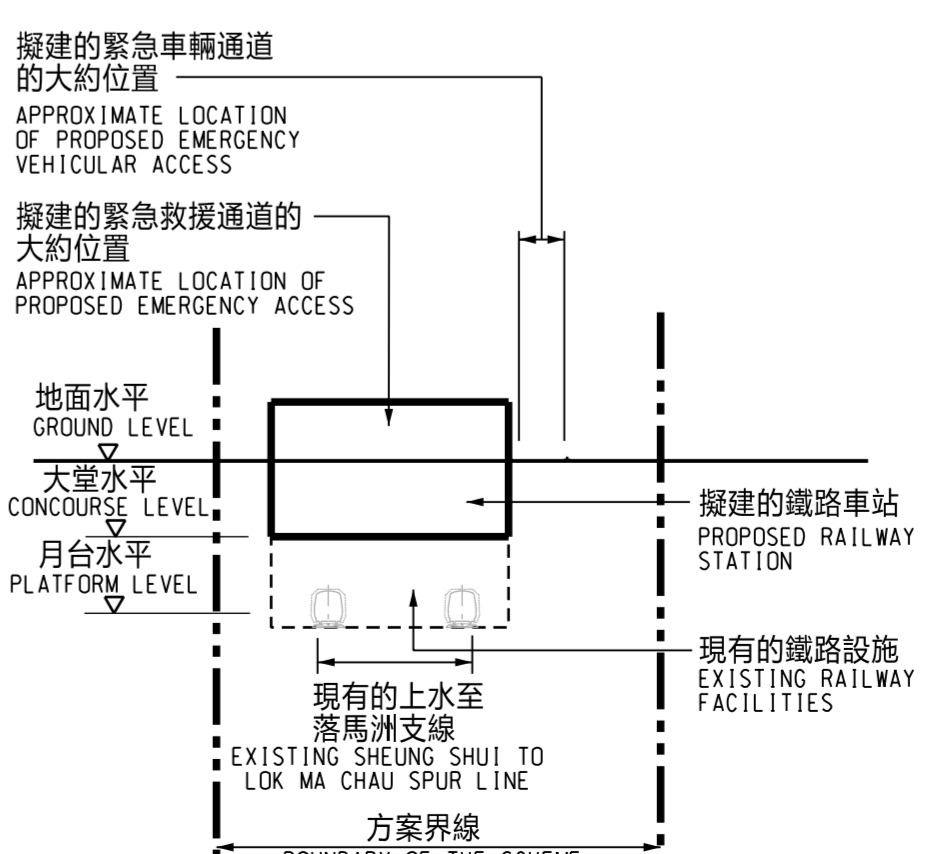 擬建的緊急車輛通道
的大約位置
APPROXIMATE LOCATION
OF PROPOSED EMERGENCY
VEHICULAR ACCESS
擬建的緊急救援通道的
大約位置
APPROXIMATE LOCATION OF
PROPOSED EMERGENCY ACCESS
地面水平
GROUND LEVEL
大堂水平
CONCOURSE LEVEL
月台水平
PLATFORM LEVEL
擬建的鐵路車站
PROPOSED RAILWAY
STATION
現有的鐵路設施
EXISTING RAILWAY
FACILITIES
現有的上水至
落馬洲支線
EXISTING SHEUNG SHUI TO
LOK MA CHAU SPUR LINE
方案界線
BOUNDARY OF THE SCHEME